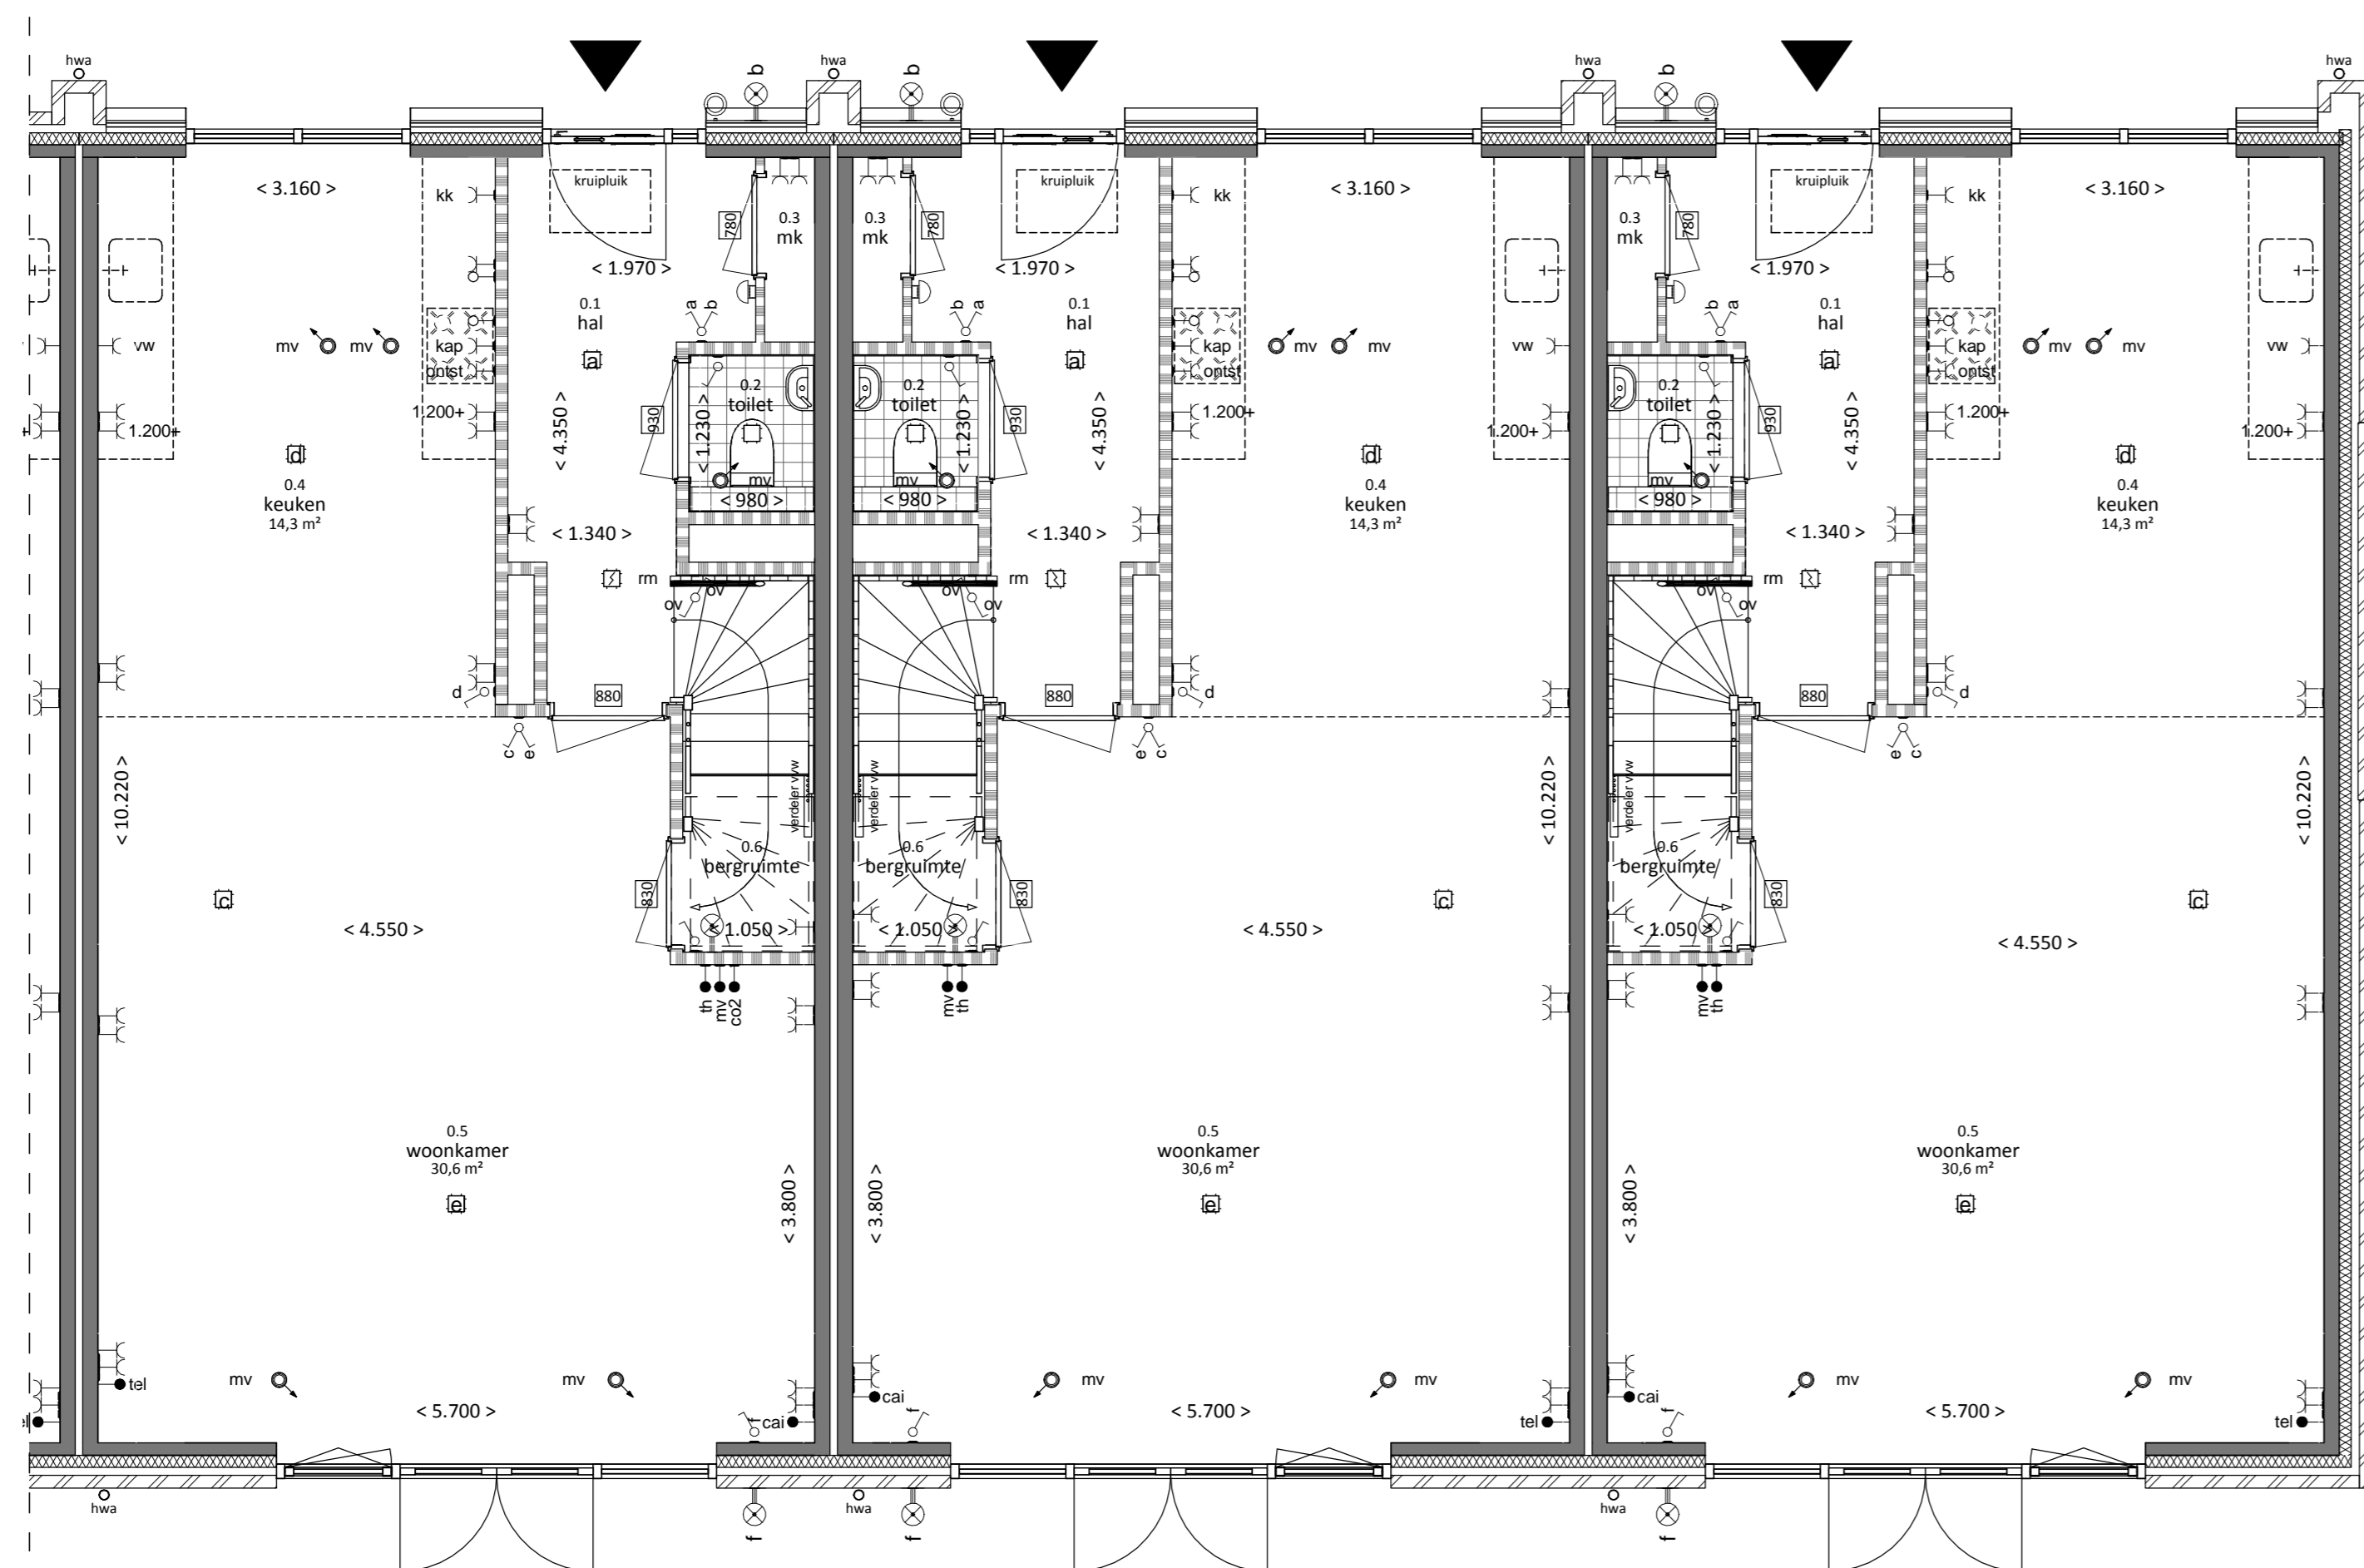 hwa
hwa
hwa
hwa
b
b
b
< 3.160 >
kk
kruipluik
0.3
mk
780
< 1.970 >
0.1
hal
a
a
b
mv
mv
vw
kap
ontst
1.200+
1.200+
d
0.4
keuken
14,3 m²
< 4.350 >
930
< 1.230 >
0.2
toilet
mv
< 980 >
< 1.340 >
rm
ov
ov
d
880
c
e
< 10.220 >
verdeler vvw
0.6
bergruimte
830
< 1.050 >
c
< 4.550 >
th
mv
co2
0.5
woonkamer
30,6 m²
e
< 3.800 >
tel
mv
mv
< 5.700 >
f
cai
hwa
f
0.3
mk
780
kruipluik
< 1.970 >
b
a
0.1
hal
a
< 3.160 >
kk
kap
ontst
1.200+
mv
mv
vw
1.200+
d
0.4
keuken
14,3 m²
0.2
toilet
< 1.230 >
930
< 4.350 >
mv
< 980 >
< 1.340 >
rm
ov
ov
880
d
e
c
verdeler vvw
0.6
bergruimte
830
< 1.050 >
< 10.220 >
c
< 4.550 >
mv
th
0.5
woonkamer
30,6 m²
e
< 3.800 >
cai
f
mv
mv
< 5.700 >
tel
hwa
f
0.3
mk
780
kruipluik
< 1.970 >
b
a
0.1
hal
a
< 3.160 >
kk
kap
ontst
1.200+
mv
mv
vw
1.200+
d
0.4
keuken
14,3 m²
0.2
toilet
< 1.230 >
930
< 4.350 >
mv
< 980 >
< 1.340 >
rm
ov
ov
880
d
e
c
verdeler vvw
0.6
bergruimte
830
< 1.050 >
< 10.220 >
c
< 4.550 >
mv
th
0.5
woonkamer
30,6 m²
e
< 3.800 >
cai
f
mv
mv
< 5.700 >
tel
hwa
f